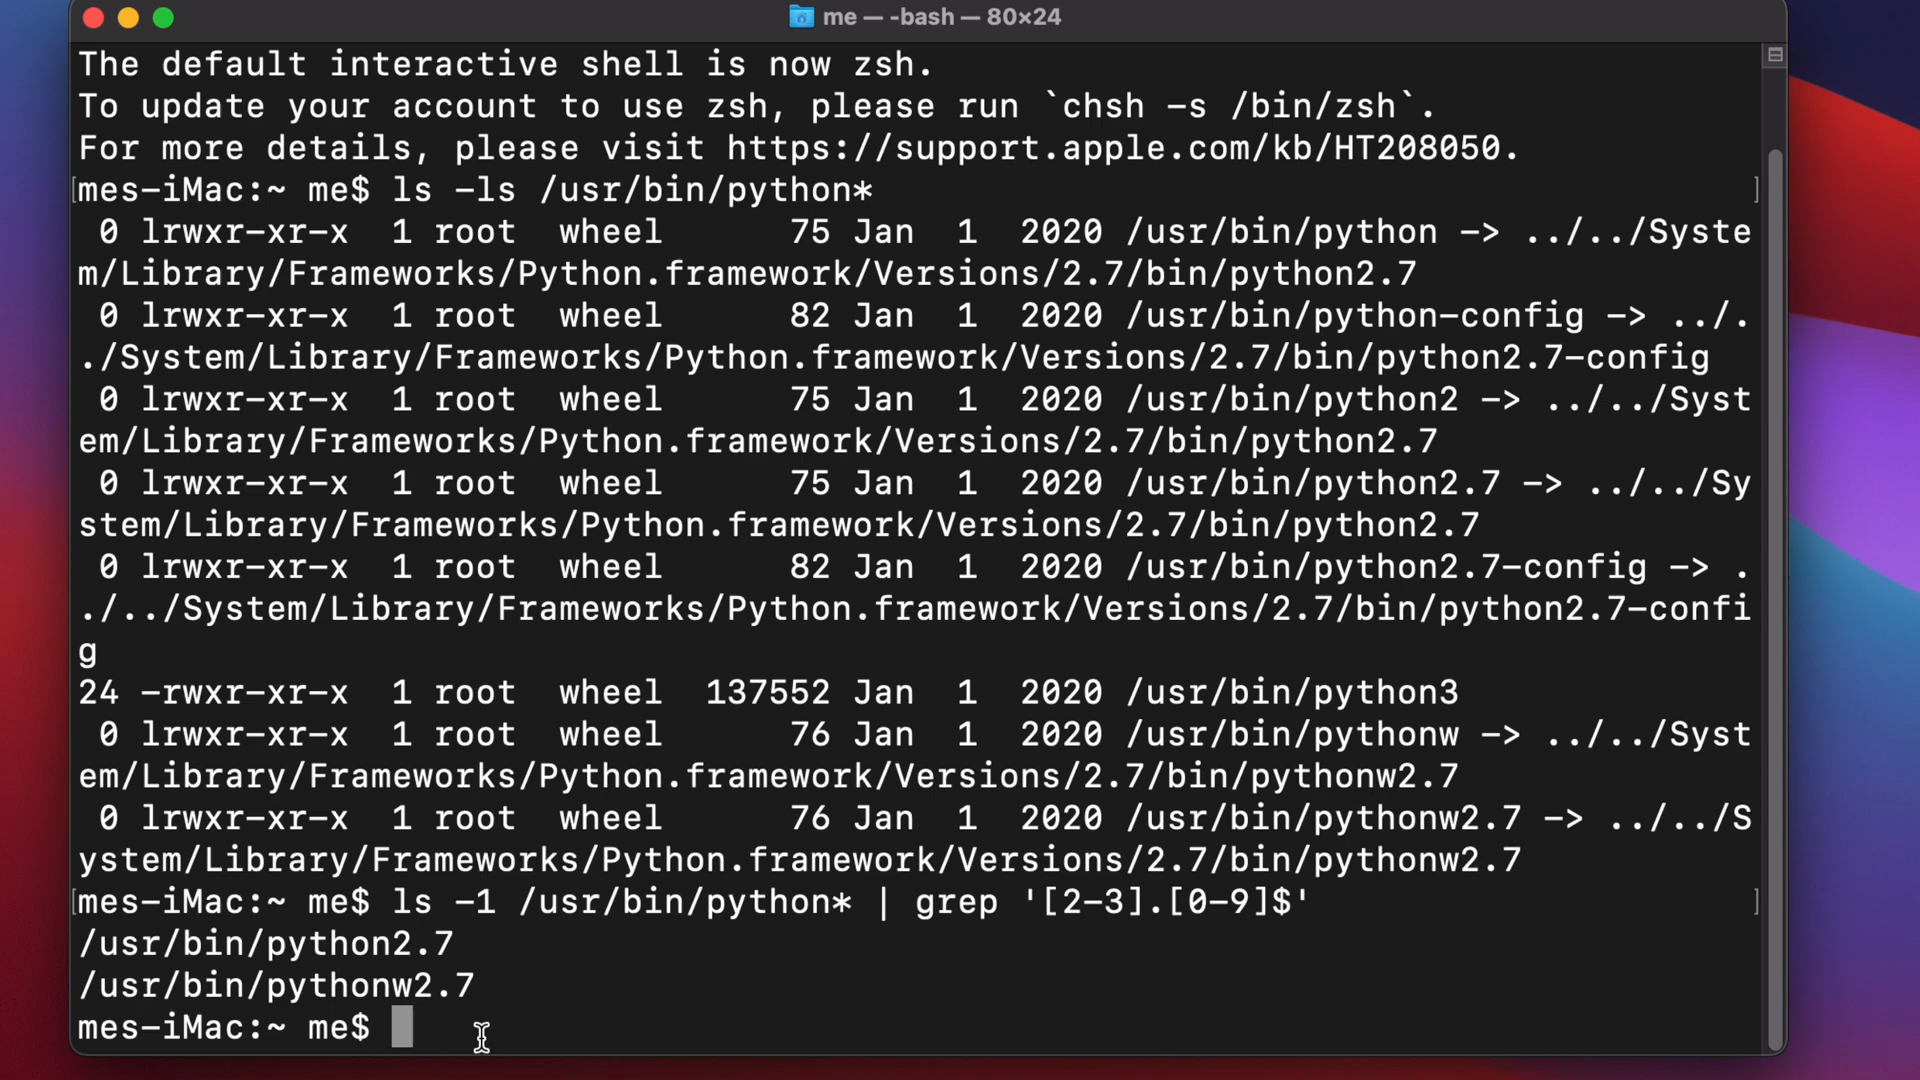 me — -bash — 80×24
The default interactive shell is now zsh.
To update your account to use zsh, please run `chsh -s /bin/zsh`.
For more details, please visit https://support.apple.com/kb/HT208050.
[mes-iMac:~ me$ ls -ls /usr/bin/python* ]
0 lrwxr-xr-x  1 root  wheel      75 Jan  1  2020 /usr/bin/python -> ../../Syste
m/Library/Frameworks/Python.framework/Versions/2.7/bin/python2.7
0 lrwxr-xr-x  1 root  wheel      82 Jan  1  2020 /usr/bin/python-config -> ../.
./System/Library/Frameworks/Python.framework/Versions/2.7/bin/python2.7-config
0 lrwxr-xr-x  1 root  wheel      75 Jan  1  2020 /usr/bin/python2 -> ../../Syst
em/Library/Frameworks/Python.framework/Versions/2.7/bin/python2.7
0 lrwxr-xr-x  1 root  wheel      75 Jan  1  2020 /usr/bin/python2.7 -> ../../Sy
stem/Library/Frameworks/Python.framework/Versions/2.7/bin/python2.7
0 lrwxr-xr-x  1 root  wheel      82 Jan  1  2020 /usr/bin/python2.7-config -> .
./../System/Library/Frameworks/Python.framework/Versions/2.7/bin/python2.7-confi
g
24 -rwxr-xr-x  1 root  wheel  137552 Jan  1  2020 /usr/bin/python3
0 lrwxr-xr-x  1 root  wheel      76 Jan  1  2020 /usr/bin/pythonw -> ../../Syst
em/Library/Frameworks/Python.framework/Versions/2.7/bin/pythonw2.7
0 lrwxr-xr-x  1 root  wheel      76 Jan  1  2020 /usr/bin/pythonw2.7 -> ../../S
ystem/Library/Frameworks/Python.framework/Versions/2.7/bin/pythonw2.7
[mes-iMac:~ me$ ls -1 /usr/bin/python* | grep '[2-3].[0-9]$' ]
/usr/bin/python2.7
/usr/bin/pythonw2.7
mes-iMac:~ me$